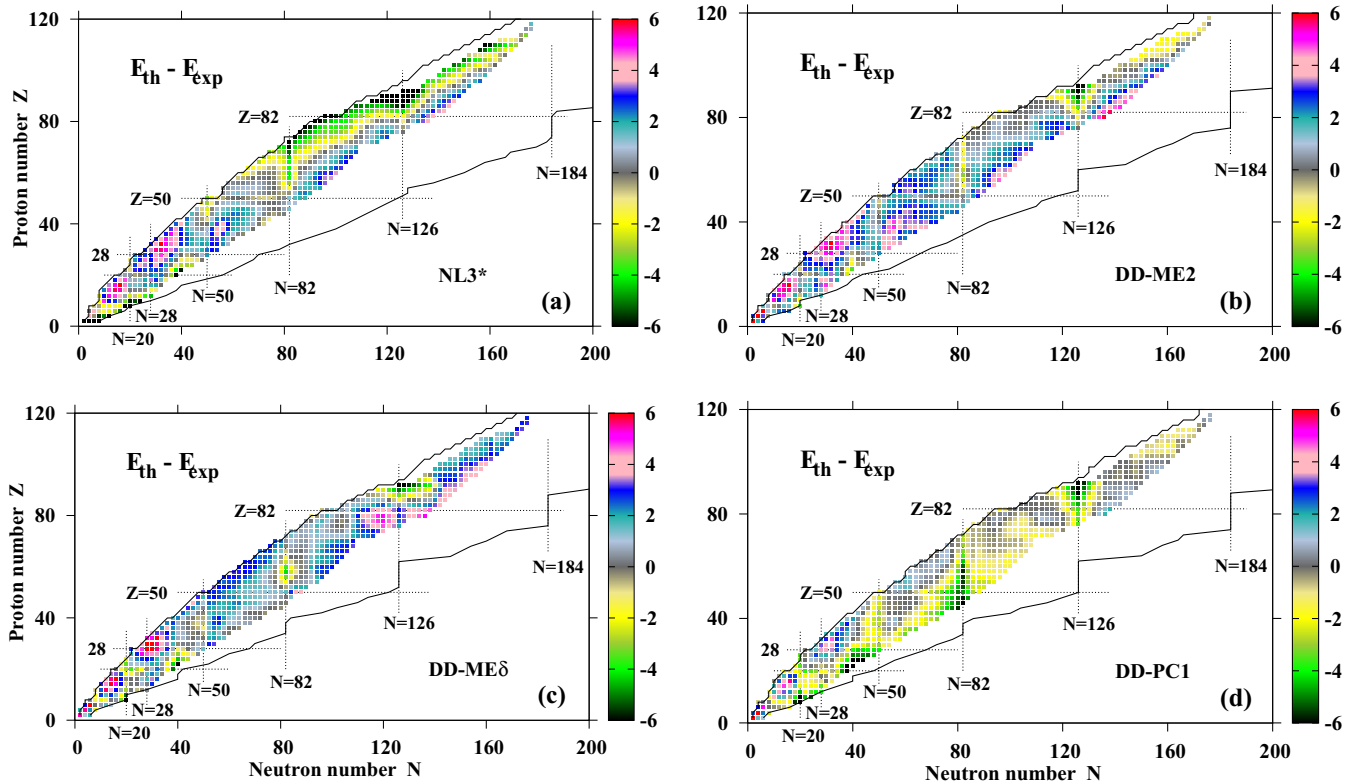 120
80
40
0
Proton number Z
E_th - E_exp
Z=82
Z=50
28
N=20
N=28
N=50
N=82
N=126
N=184
NL3*
(a)
0 40 80 120 160 200
6
4
2
0
-2
-4
-6
120
80
40
0
E_th - E_exp
Z=82
Z=50
28
N=20
N=28
N=50
N=82
N=126
N=184
DD-ME2
(b)
0 40 80 120 160 200
6
4
2
0
-2
-4
-6
120
80
40
0
Proton number Z
E_th - E_exp
Z=82
Z=50
28
N=20
N=28
N=50
N=82
N=126
N=184
DD-MEδ
(c)
0 40 80 120 160 200
Neutron number N
6
4
2
0
-2
-4
-6
120
80
40
0
E_th - E_exp
Z=82
Z=50
28
N=20
N=28
N=50
N=82
N=126
N=184
DD-PC1
(d)
0 40 80 120 160 200
Neutron number N
6
4
2
0
-2
-4
-6